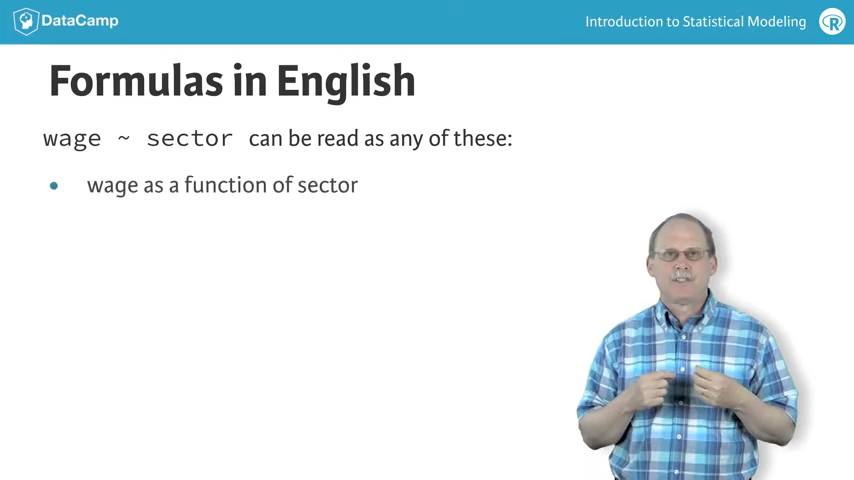 DataCamp
Introduction to Statistical Modeling
R
Formulas in English
wage ~ sector can be read as any of these:
• wage as a function of sector